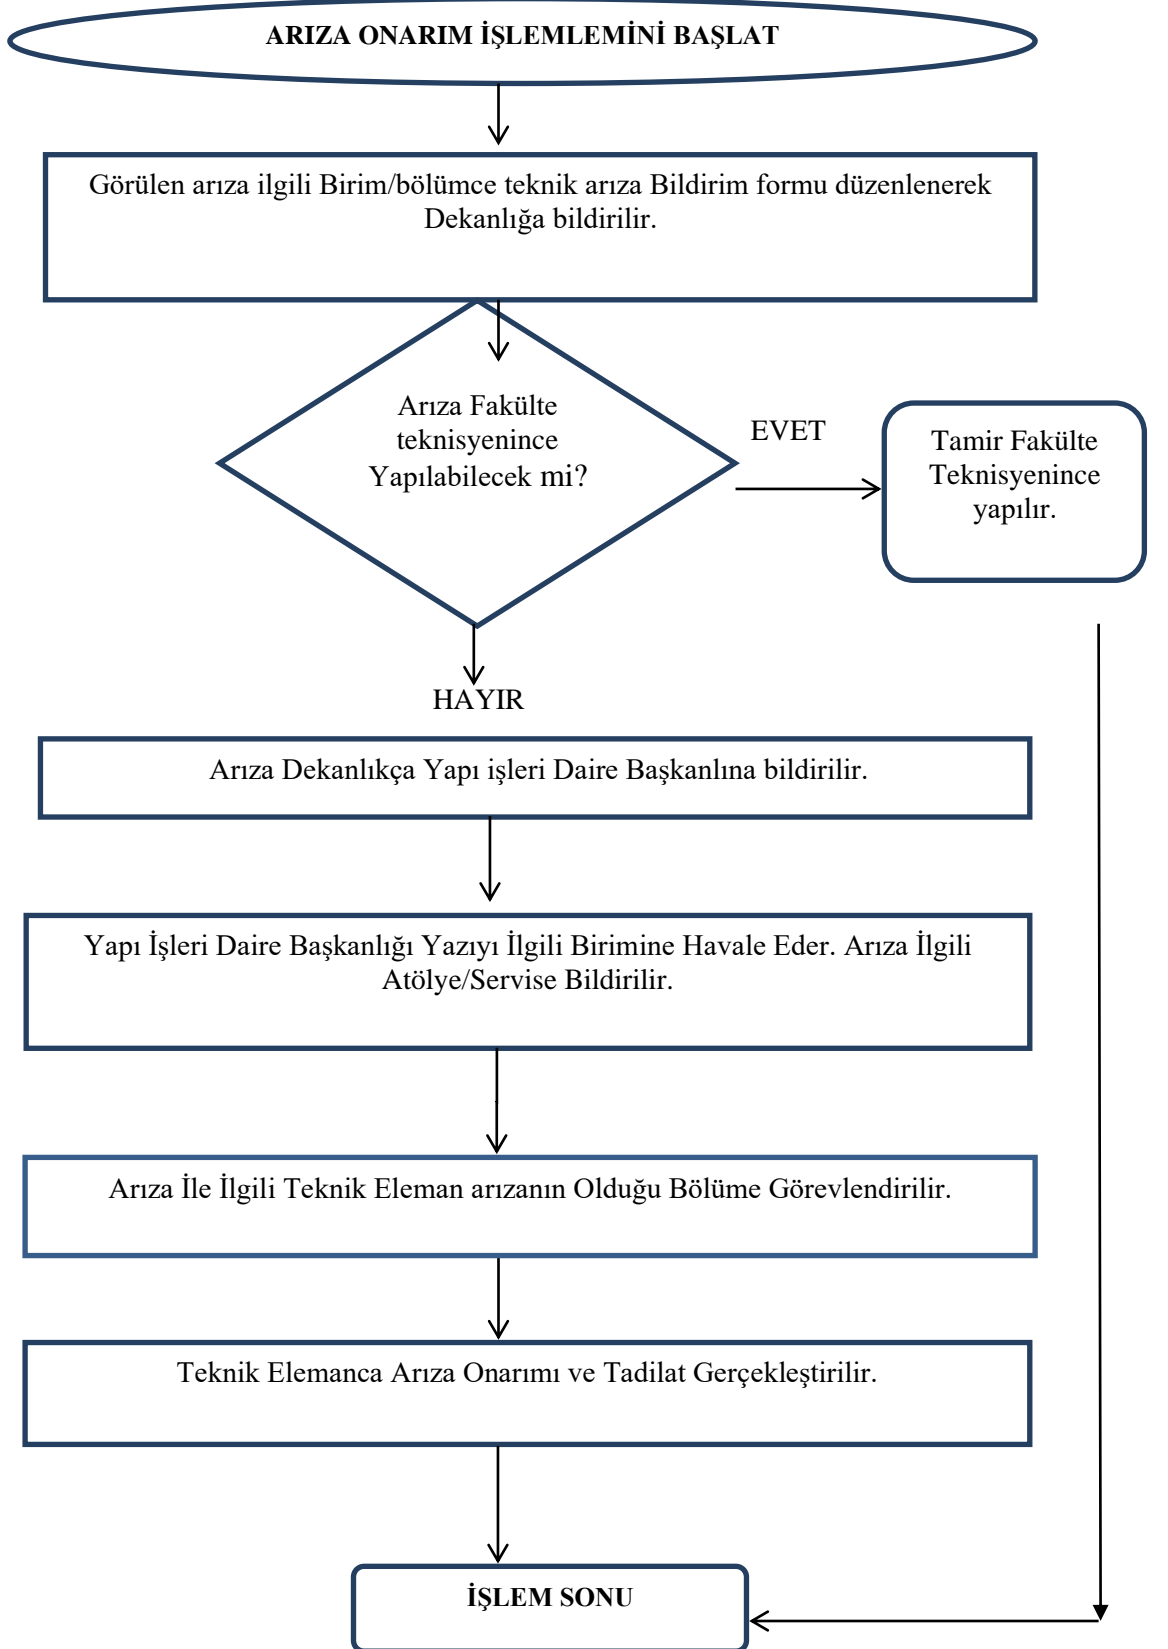 ARIZA ONARIM İŞLEMLEMİNİ BAŞLAT
Görülen arıza ilgili Birim/bölümce teknik arıza Bildirim formu düzenlenerek
Dekanlığa bildirilir.
Arıza Fakülte
teknisyenince
Yapılabilecek mi?
EVET
Tamir Fakülte
Teknisyenince
yapılır.
HAYIR
Arıza Dekanlıkça Yapı işleri Daire Başkanlına bildirilir.
Yapı İşleri Daire Başkanlığı Yazıyı İlgili Birimine Havale Eder. Arıza İlgili
Atölye/Servise Bildirilir.
Arıza İle İlgili Teknik Eleman arızanın Olduğu Bölüme Görevlendirilir.
Teknik Elemanca Arıza Onarımı ve Tadilat Gerçekleştirilir.
İŞLEM SONU